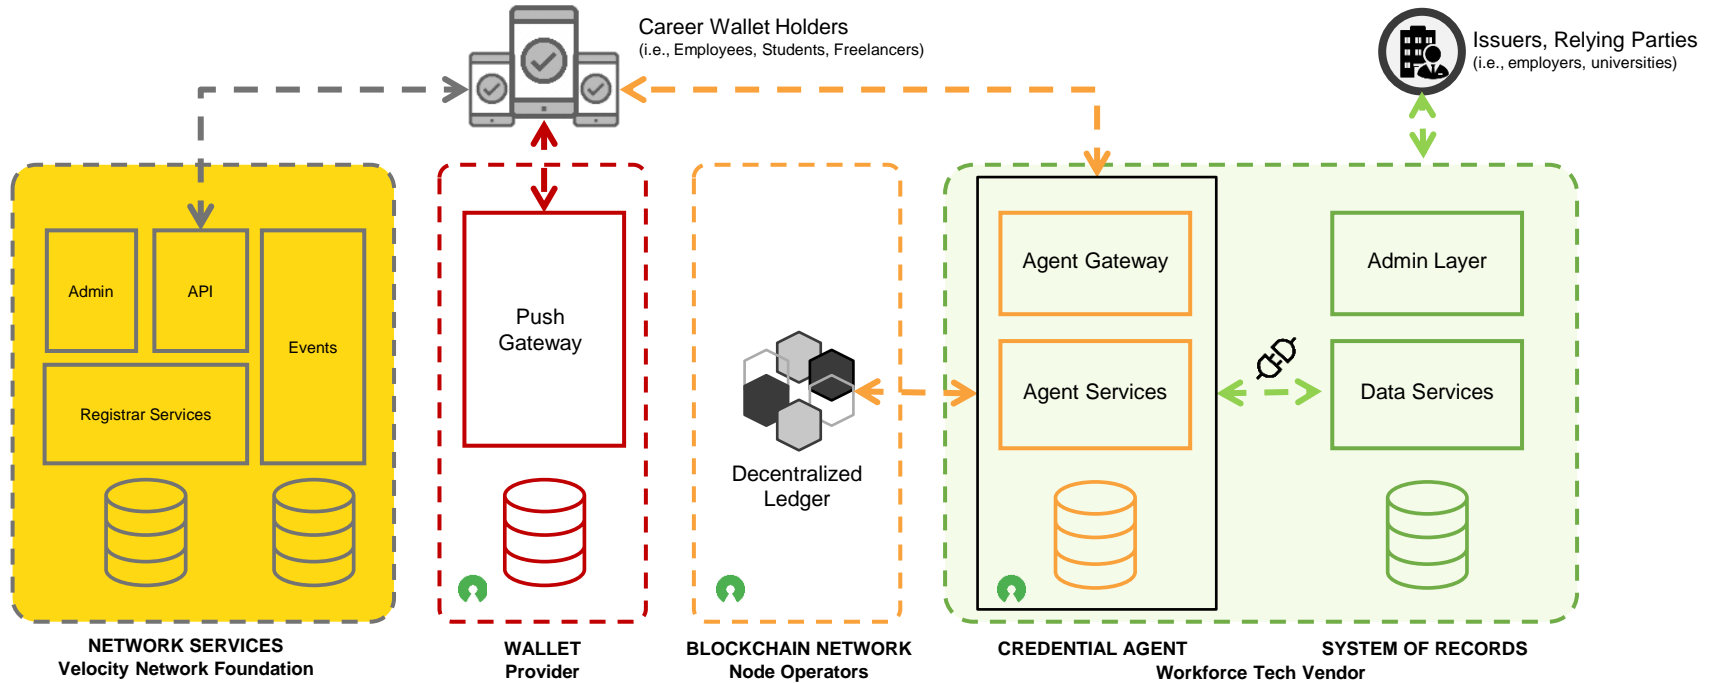 Career Wallet Holders
(i.e., Employees, Students, Freelancers)
Issuers, Relying Parties
(i.e., employers, universities)
Admin
API
Events
Registrar Services
Push
Gateway
Decentralized
Ledger
Agent Gateway
Agent Services
Admin Layer
Data Services
NETWORK SERVICES
Velocity Network Foundation
WALLET
Provider
BLOCKCHAIN NETWORK
Node Operators
CREDENTIAL AGENT
SYSTEM OF RECORDS
Workforce Tech Vendor